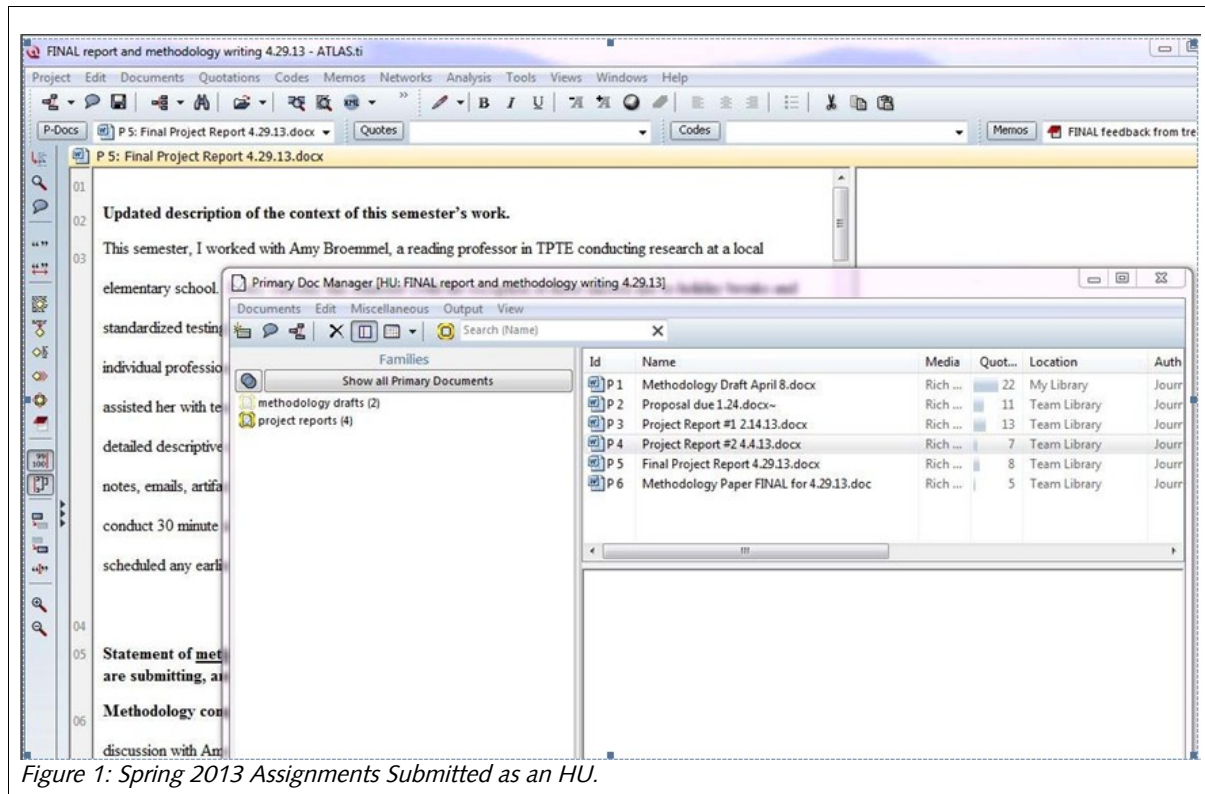 FINAL report and methodology writing 4.29.13 - ATLAS.ti
Project Edit Documents Quotations Codes Memos Networks Analysis Tools Views Windows Help
B I U
P-Docs P 5: Final Project Report 4.29.13.docx Quotes Codes Memos FINAL feedback from tre
P 5: Final Project Report 4.29.13.docx
01
02 Updated description of the context of this semester's work.
03 This semester, I worked with Amy Broemmel, a reading professor in TPTE conducting research at a local
elementary school.
standardized testing
individual professio
assisted her with te
detailed descriptive
notes, emails, artifa
conduct 30 minute
scheduled any earli
04
05 Statement of met
are submitting, a
06 Methodology con
discussion with Am
Primary Doc Manager [HU: FINAL report and methodology writing 4.29.13]
Documents Edit Miscellaneous Output View
Search (Name)
Families
Show all Primary Documents
methodology drafts (2)
project reports (4)
Id Name Media Quot... Location Auth
P 1 Methodology Draft April 8.docx Rich ... 22 My Library Jourr
P 2 Proposal due 1.24.docx~ Rich ... 11 Team Library Jourr
P 3 Project Report #1 2.14.13.docx Rich ... 13 Team Library Jourr
P 4 Project Report #2 4.4.13.docx Rich ... 7 Team Library Jourr
P 5 Final Project Report 4.29.13.docx Rich ... 8 Team Library Jourr
P 6 Methodology Paper FINAL for 4.29.13.doc Rich ... 5 Team Library Jourr
Figure 1: Spring 2013 Assignments Submitted as an HU.